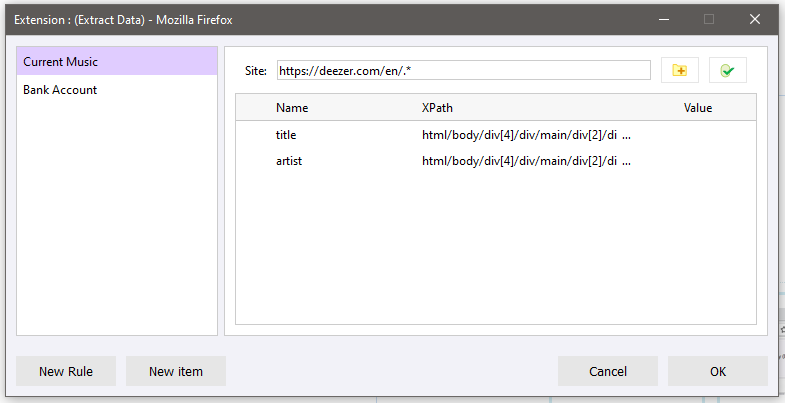 Extension : (Extract Data) - Mozilla Firefox
Current Music
Bank Account
Site: https://deezer.com/en/.*
Name XPath Value
title html/body/div[4]/div/main/div[2]/di ...
artist html/body/div[4]/div/main/div[2]/di ...
New Rule New item Cancel OK